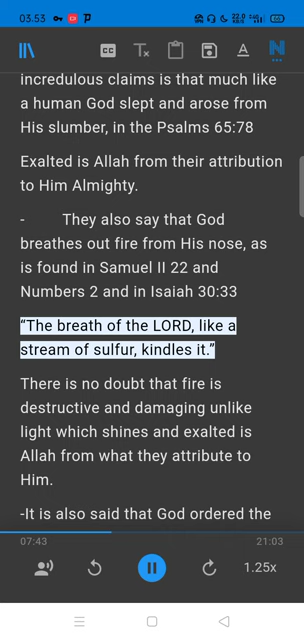 03.53
22.0 KB/S
CC
incredulous claims is that much like
a human God slept and arose from
His slumber, in the Psalms 65:78
Exalted is Allah from their attribution
to Him Almighty.
- They also say that God
breathes out fire from His nose, as
is found in Samuel II 22 and
Numbers 2 and in Isaiah 30:33
“The breath of the LORD, like a
stream of sulfur, kindles it.”
There is no doubt that fire is
destructive and damaging unlike
light which shines and exalted is
Allah from what they attribute to
Him.
-It is also said that God ordered the
07:43 21:03
1.25x